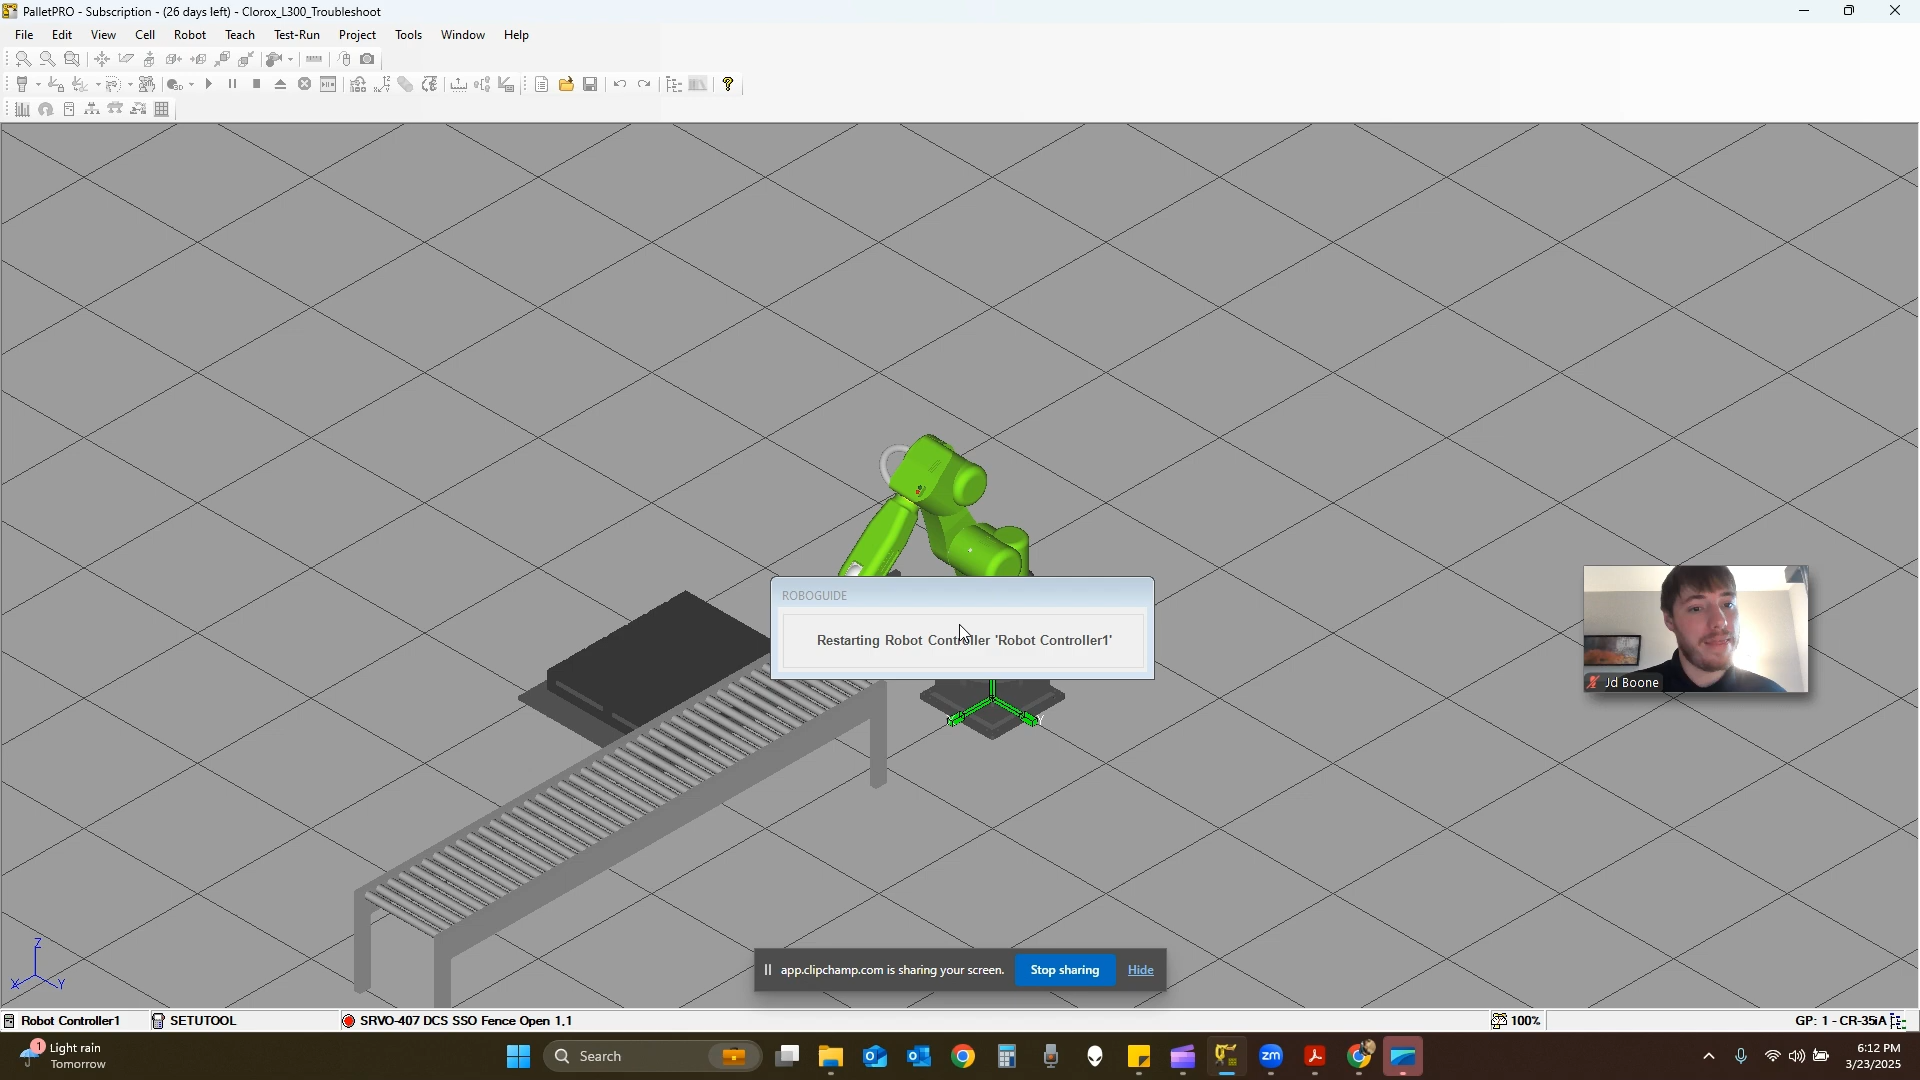 PalletPRO - Subscription - (26 days left) - Clorox_L300_Troubleshoot
File Edit View Cell Robot Teach Test-Run Project Tools Window Help
ROBOGUIDE
Restarting Robot Controller 'Robot Controller1'
Jd Boone
Z
X
Y
Y
app.clipchamp.com is sharing your screen. Stop sharing Hide
Robot Controller1 SETUTOOL SRVO-407 DCS SSO Fence Open 1,1 100% GP: 1 - CR-35iA
1
Light rain
Tomorrow
Search
zm
6:12 PM
3/23/2025